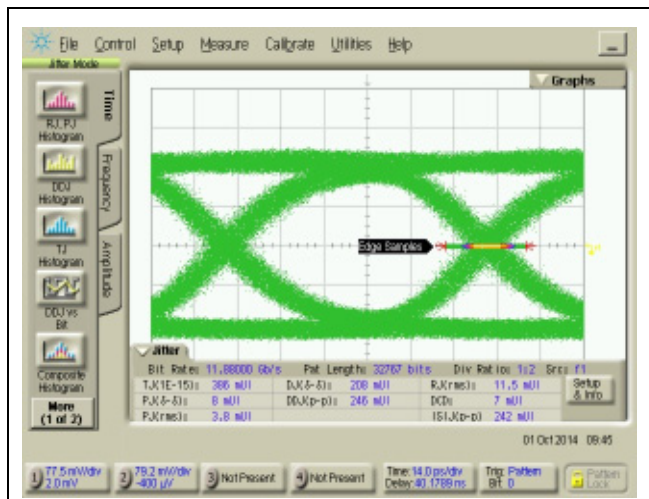 File Control Setup Measure Calibrate Utilities Help
Jitter Mode
Graphs
Time
Frequency
Amplitude
RJ, PJ
Histogram
DDJ
Histogram
TJ
Histogram
DDJ vs
Bit
Composite
Histogram
More
(1 of 2)
Edge Samples
Jitter
Bit Rate: 11.88000 Gb/s Pat Length: 32767 bits Div Ratio: 1:2 Src: f1
TJ(1E-15): 386 mUI DJ(δ-δ): 208 mUI RJ(rms): 11.5 mUI
PJ(δ-δ): 8 mUI DDJ(p-p): 246 mUI DCD: 7 mUI
PJ(rms): 3.8 mUI ISI(p-p) 242 mUI
Setup
& Info
01 Oct 2014 09:45
1) 77.5 mW/div
2.0 mV
2) 79.2 mV/div
-400 µV
3) Not Present
4) Not Present
Time: 14.0 ps/div
Delay: 40.1789 ns
Trig: Pattern
Bit: 0
Pattern
Lock